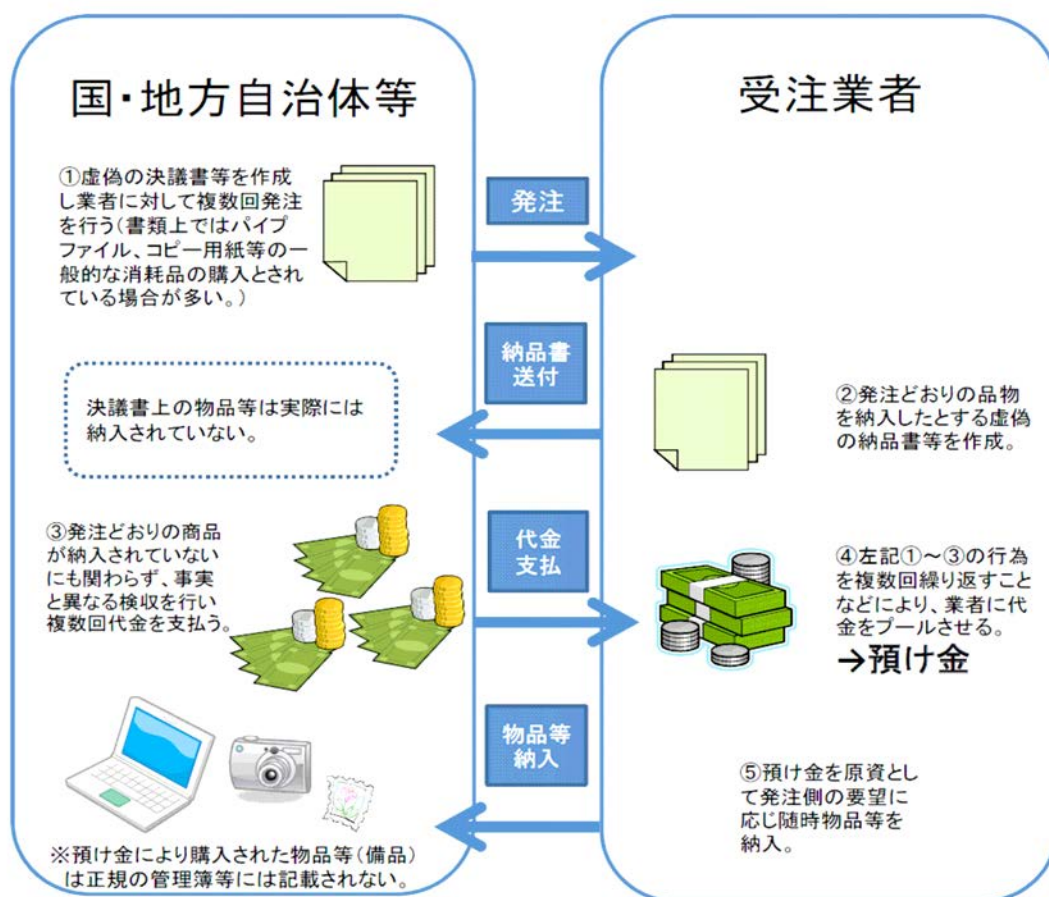 国・地方自治体等
受注業者
①虚偽の決議書等を作成
し業者に対して複数回発注
を行う(書類上ではパイプ
ファイル、コピー用紙等の一
般的な消耗品の購入とされ
ている場合が多い。)
発注
納品書
送付
決議書上の物品等は実際には
納入されていない。
②発注どおりの品物
を納入したとする虚偽
の納品書等を作成。
③発注どおりの商品
が納入されていない
にも関わらず、事実
と異なる検収を行い
複数回代金を支払う。
代金
支払
④左記①～③の行為
を複数回繰り返すこと
などにより、業者に代
金をプールさせる。
→預け金
物品等
納入
⑤預け金を原資とし
て発注側の要望に
応じ随時物品等を
納入。
※預け金により購入された物品等(備品)
は正規の管理簿等には記載されない。